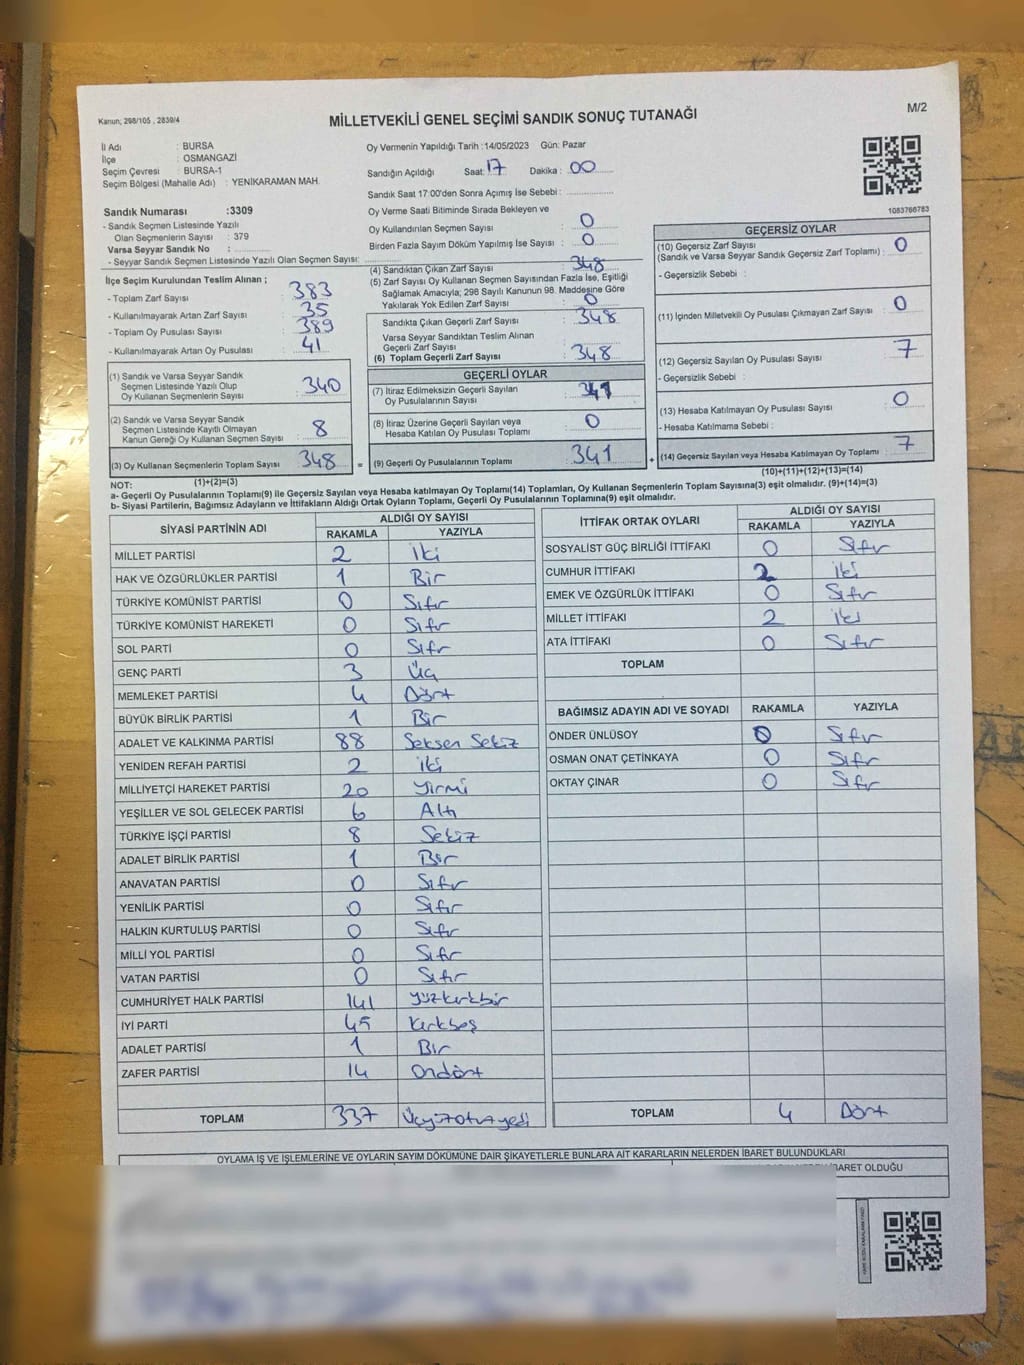 Kanun; 298/105 , 2839/4
MİLLETVEKİLİ GENEL SEÇİMİ SANDIK SONUÇ TUTANAĞI
M/2
İl Adı : BURSA
İlçe : OSMANGAZİ
Seçim Çevresi : BURSA-1
Seçim Bölgesi (Mahalle Adı) : YENİKARAMAN MAH.
Sandık Numarası :3309
- Sandık Seçmen Listesinde Yazılı
Olan Seçmenlerin Sayısı : 379
Varsa Seyyar Sandık No :
- Seyyar Sandık Seçmen Listesinde Yazılı Olan Seçmen Sayısı:
Oy Vermenin Yapıldığı Tarih :14/05/2023 Gün: Pazar
Sandığın Açıldığı Saat: 17 Dakika : 00
Sandık Saat 17:00'den Sonra Açımış İse Sebebi :
Oy Verme Saati Bitiminde Sırada Bekleyen ve
Oy Kullandırılan Seçmen Sayısı : 0
Birden Fazla Sayım Döküm Yapılmış İse Sayısı : 0
1083766783
İlçe Seçim Kurulundan Teslim Alınan ;
- Toplam Zarf Sayısı : 383
- Kullanılmayarak Artan Zarf Sayısı : 35
- Toplam Oy Pusulası Sayısı : 389
- Kullanılmayarak Artan Oy Pusulası : 41
(1) Sandık ve Varsa Seyyar Sandık
Seçmen Listesinde Yazılı Olup
Oy Kullanan Seçmenlerin Sayısı : 340
(2) Sandık ve Varsa Seyyar Sandık
Seçmen Listesinde Kayıtlı Olmayan
Kanun Gereği Oy Kullanan Seçmen Sayısı : 8
(3) Oy Kullanan Seçmenlerin Toplam Sayısı : 348
(4) Sandıktan Çıkan Zarf Sayısı : 348
(5) Zarf Sayısı Oy Kullanan Seçmen Sayısından Fazla İse, Eşitliği
Sağlamak Amacıyla; 298 Sayılı Kanunun 98. Maddesine Göre
Yakılarak Yok Edilen Zarf Sayısı : 0
Sandıkta Çıkan Geçerli Zarf Sayısı : 348
Varsa Seyyar Sandıktan Teslim Alınan
Geçerli Zarf Sayısı :
(6) Toplam Geçerli Zarf Sayısı : 348
GEÇERLİ OYLAR
(7) İtiraz Edilmeksizin Geçerli Sayılan
Oy Pusulalarının Sayısı : 341
(8) İtiraz Üzerine Geçerli Sayılan veya
Hesaba Katılan Oy Pusulası Toplamı : 0
= (9) Geçerli Oy Pusulalarının Toplamı : 341 +
GEÇERSİZ OYLAR
(10) Geçersiz Zarf Sayısı
(Sandık ve Varsa Seyyar Sandık Geçersiz Zarf Toplamı) : 0
- Geçersizlik Sebebi :
(11) İçinden Milletvekili Oy Pusulası Çıkmayan Zarf Sayısı : 0
(12) Geçersiz Sayılan Oy Pusulası Sayısı : 7
- Geçersizlik Sebebi :
(13) Hesaba Katılmayan Oy Pusulası Sayısı : 0
- Hesaba Katılmama Sebebi :
(14) Geçersiz Sayılan veya Hesaba Katılmayan Oy Toplamı : 7
NOT: (1)+(2)=(3) (10)+(11)+(12)+(13)=(14)
a- Geçerli Oy Pusulalarının Toplamı(9) ile Geçersiz Sayılan veya Hesaba katılmayan Oy Toplamı(14) Toplamları, Oy Kullanan Seçmenlerin Toplam Sayısına(3) eşit olmalıdır. (9)+(14)=(3)
b- Siyasi Partilerin, Bağımsız Adayların ve İttifakların Aldığı Ortak Oyların Toplamı, Geçerli Oy Pusulalarının Toplamına(9) eşit olmalıdır.
SİYASİ PARTİNİN ADI ALDIĞI OY SAYISI
RAKAMLA YAZIYLA
MİLLET PARTİSİ 2 iki
HAK VE ÖZGÜRLÜKLER PARTİSİ 1 Bir
TÜRKİYE KOMÜNİST PARTİSİ 0 Sıfır
TÜRKİYE KOMÜNİST HAREKETİ 0 Sıfır
SOL PARTİ 0 Sıfır
GENÇ PARTİ 3 Üç
MEMLEKET PARTİSİ 4 Dört
BÜYÜK BİRLİK PARTİSİ 1 Bir
ADALET VE KALKINMA PARTİSİ 88 Seksen Sekiz
YENİDEN REFAH PARTİSİ 2 iki
MİLLİYETÇİ HAREKET PARTİSİ 20 yirmi
YEŞİLLER VE SOL GELECEK PARTİSİ 6 Altı
TÜRKİYE İŞÇİ PARTİSİ 8 Sekiz
ADALET BİRLİK PARTİSİ 1 Bir
ANAVATAN PARTİSİ 0 Sıfır
YENİLİK PARTİSİ 0 Sıfır
HALKIN KURTULUŞ PARTİSİ 0 Sıfır
MİLLİ YOL PARTİSİ 0 Sıfır
VATAN PARTİSİ 0 Sıfır
CUMHURİYET HALK PARTİSİ 141 yüzkırkbir
İYİ PARTİ 45 Kırkbeş
ADALET PARTİSİ 1 Bir
ZAFER PARTİSİ 14 Ondört
TOPLAM 337 Üçyüzotuzyedi
İTTİFAK ORTAK OYLARI ALDIĞI OY SAYISI
RAKAMLA YAZIYLA
SOSYALİST GÜÇ BİRLİĞİ İTTİFAKI 0 Sıfır
CUMHUR İTTİFAKI 2 iki
EMEK VE ÖZGÜRLÜK İTTİFAKI 0 Sıfır
MİLLET İTTİFAKI 2 iki
ATA İTTİFAKI 0 Sıfır
TOPLAM
BAĞIMSIZ ADAYIN ADI VE SOYADI RAKAMLA YAZIYLA
ÖNDER ÜNLÜSOY 0 Sıfır
OSMAN ONAT ÇETİNKAYA 0 Sıfır
OKTAY ÇINAR 0 Sıfır
TOPLAM 4 Dört
OYLAMA İŞ VE İŞLEMLERİNE VE OYLARIN SAYIM DÖKÜMÜNE DAİR ŞİKAYETLERLE BUNLARA AİT KARARLARIN NELERDEN İBARET BULUNDUKLARI
İBARET OLDUĞU